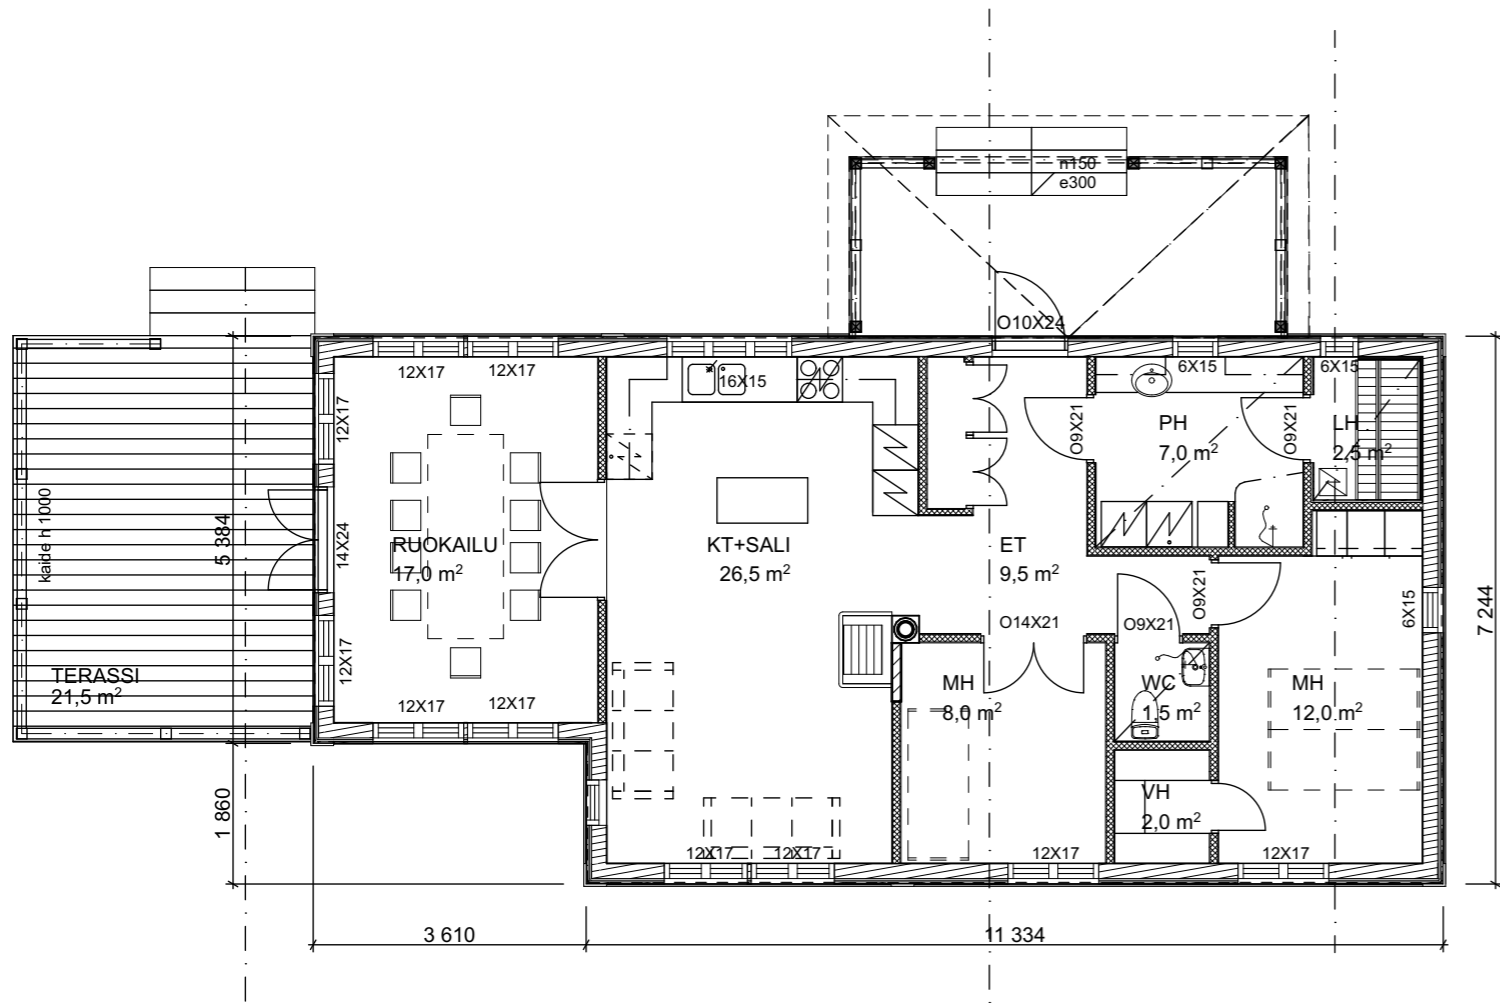 n150
e300
O10X24
12X17
12X17
16X15
6X15
6X15
12X17
O9X21
O9X21
PH
7,0 m²
LH
2,5 m²
kaide h 1000
5 384
14X24
RUOKAILU
17,0 m²
KT+SALI
26,5 m²
ET
9,5 m²
O9X21
6X15
7 244
O14X21
O9X21
12X17
TERASSI
21,5 m²
12X17
12X17
MH
8,0 m²
WC
1,5 m²
MH
12,0 m²
1 860
VH
2,0 m²
12X17
12X17
12X17
12X17
3 610
11 334